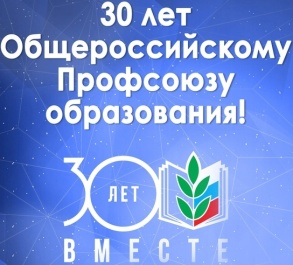 30 лет
Общероссийскому
Профсоюзу
образования!
30
ЛЕТ
ВМЕСТЕ